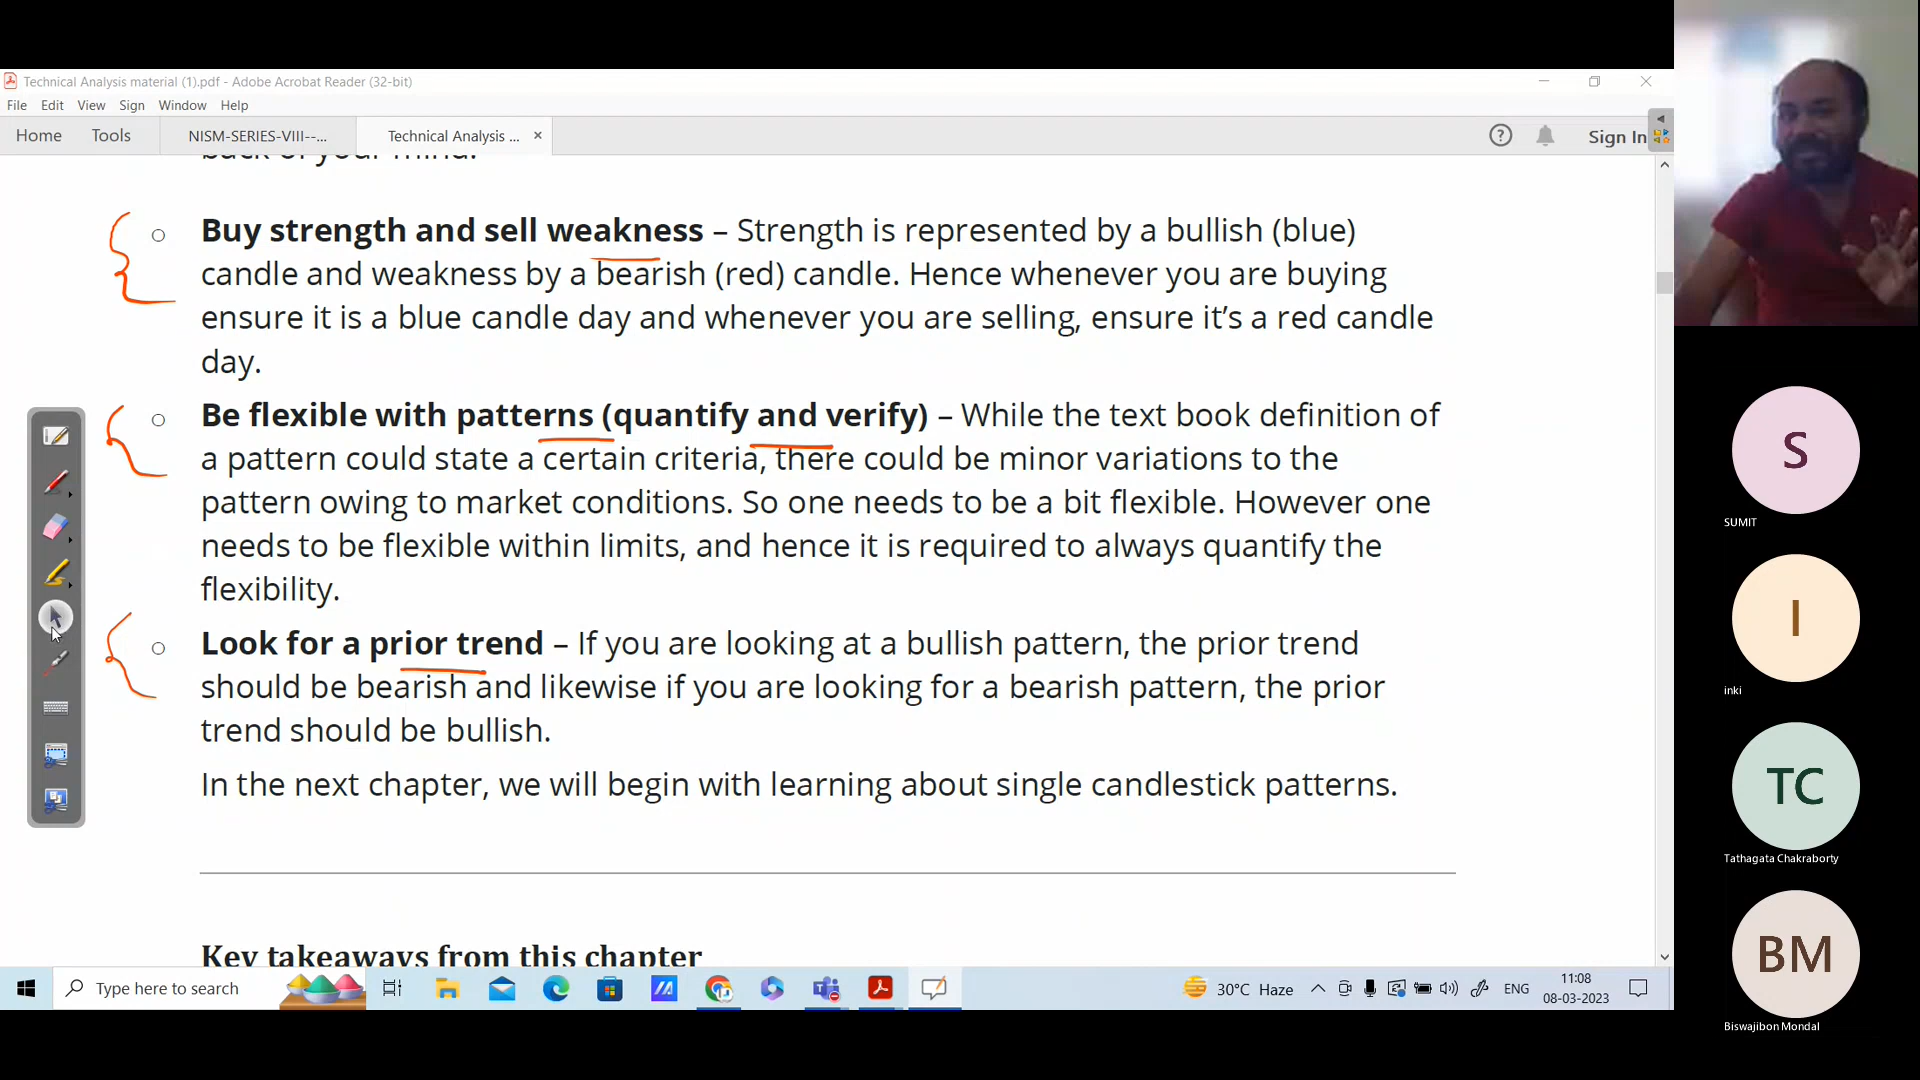 Technical Analysis material (1).pdf - Adobe Acrobat Reader (32-bit)
File Edit View Sign Window Help
Home Tools NISM-SERIES-VIII--... Technical Analysis ... × Sign In
back of your mind.
Buy strength and sell weakness – Strength is represented by a bullish (blue)
candle and weakness by a bearish (red) candle. Hence whenever you are buying
ensure it is a blue candle day and whenever you are selling, ensure it’s a red candle
day.
Be flexible with patterns (quantify and verify) – While the text book definition of
a pattern could state a certain criteria, there could be minor variations to the
pattern owing to market conditions. So one needs to be a bit flexible. However one
needs to be flexible within limits, and hence it is required to always quantify the
flexibility.
Look for a prior trend – If you are looking at a bullish pattern, the prior trend
should be bearish and likewise if you are looking for a bearish pattern, the prior
trend should be bullish.
In the next chapter, we will begin with learning about single candlestick patterns.
Key takeaways from this chapter
Type here to search
30°C Haze
ENG
11:08
08-03-2023
S
SUMIT
I
inki
TC
Tathagata Chakraborty
BM
Biswajibon Mondal